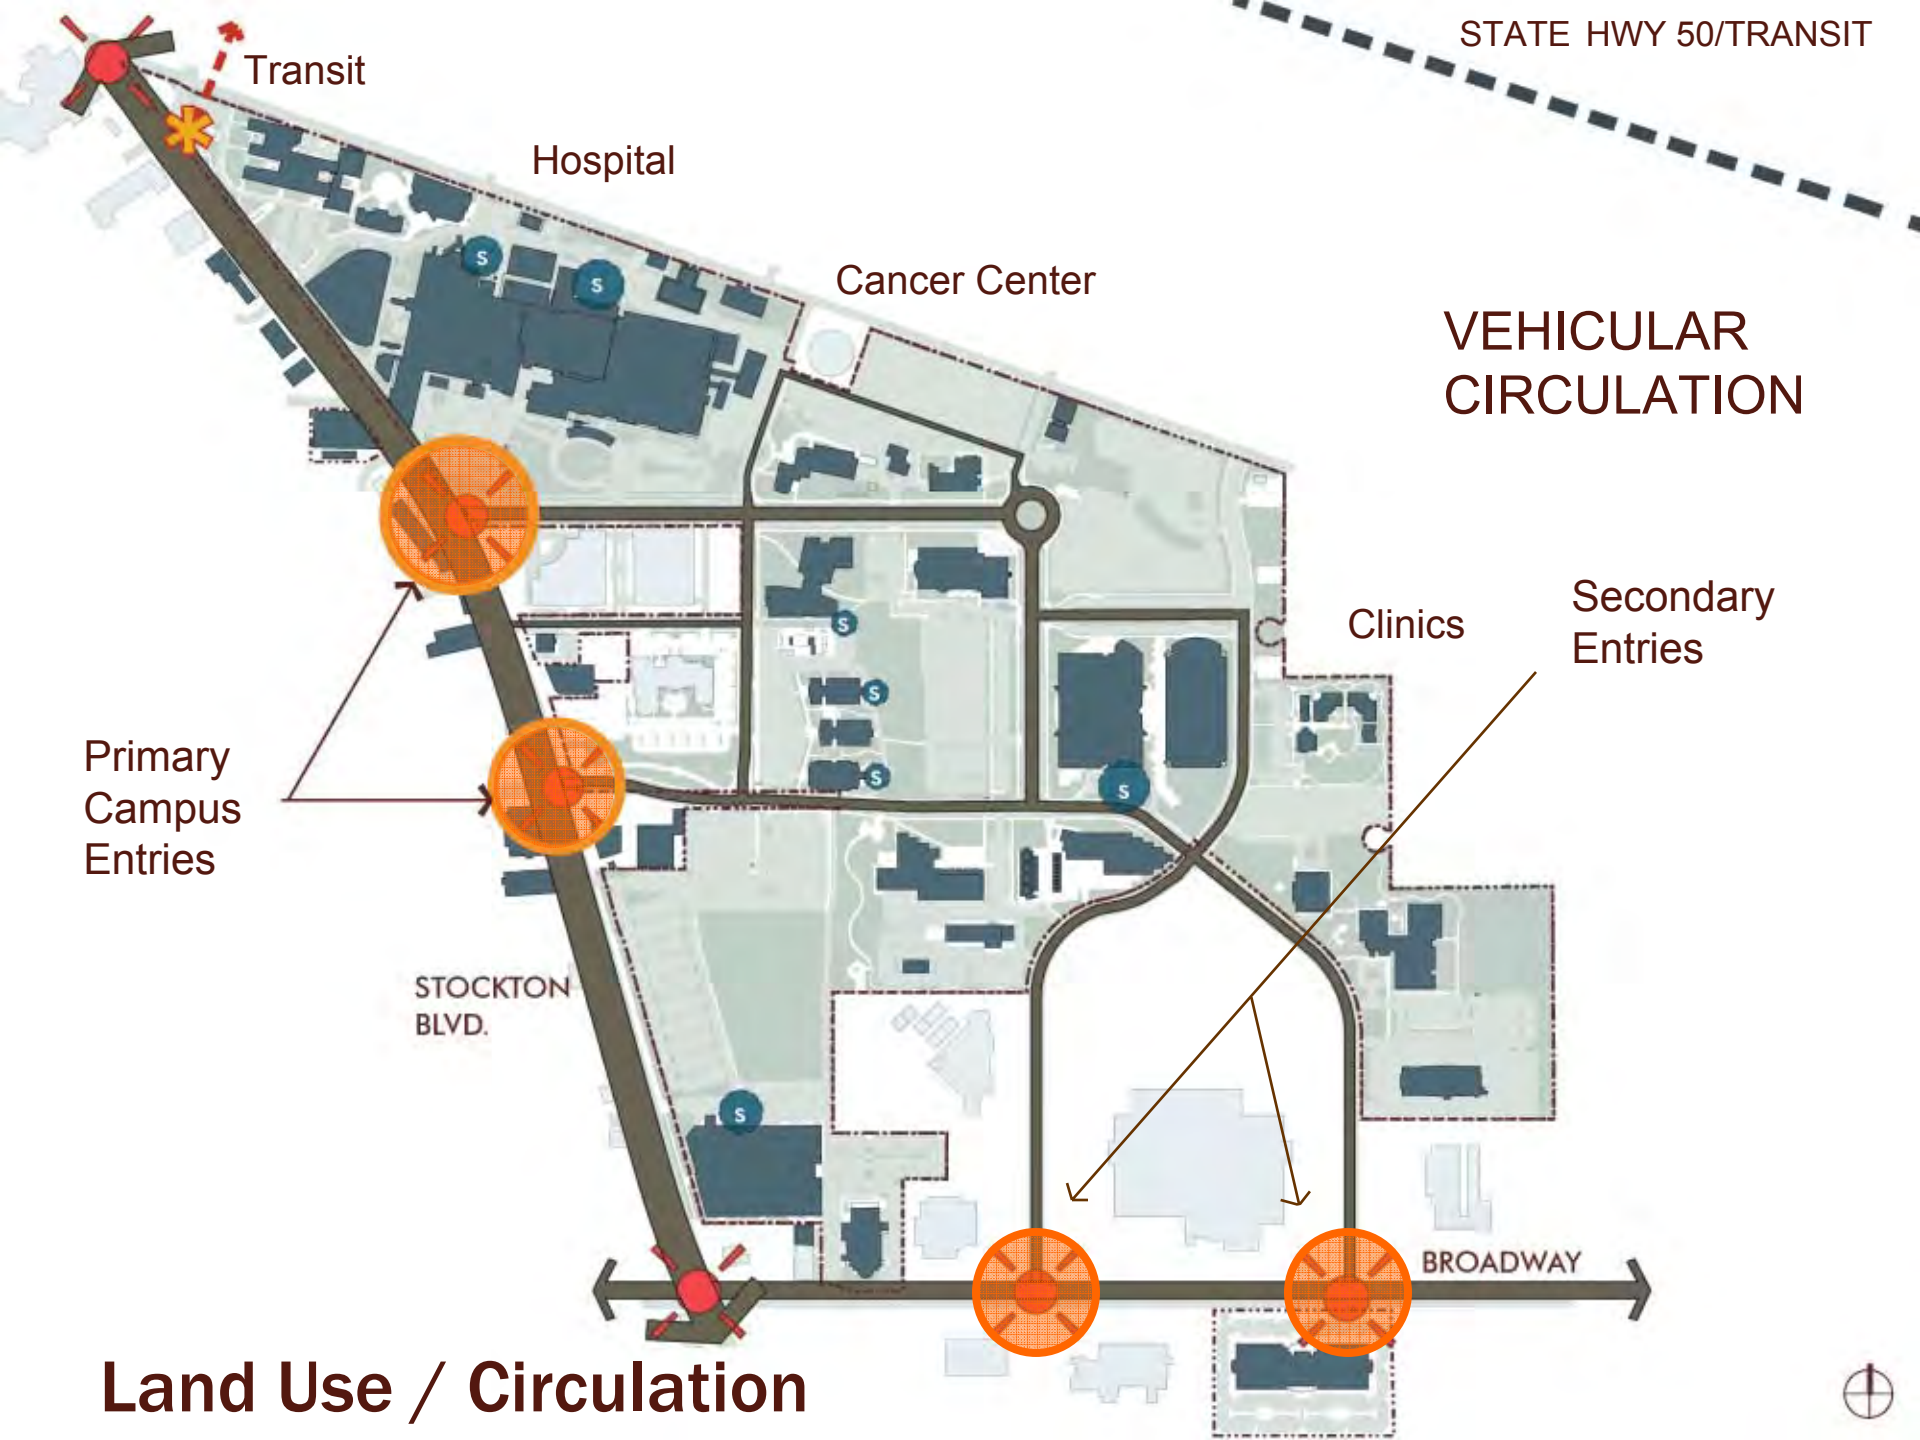 STATE HWY 50/TRANSIT
Transit
Hospital
Cancer Center
VEHICULAR
CIRCULATION
S
S
Secondary
Entries
Clinics
S
S
S
S
Primary
Campus
Entries
STOCKTON
BLVD.
S
BROADWAY
Land Use / Circulation